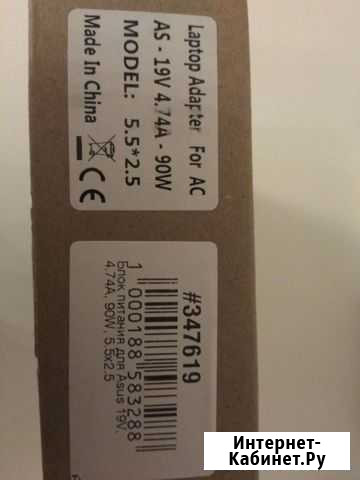 Laptop Adapter For AC
AS - 19V 4.74A - 90W
MODEL: 5.5*2.5
Made In China
CE
#347619
1 000188 583288
Блок питания для Asus 19V,
4.74A, 90W, 5.5x2.5
Интернет-
Кабинет.Ру